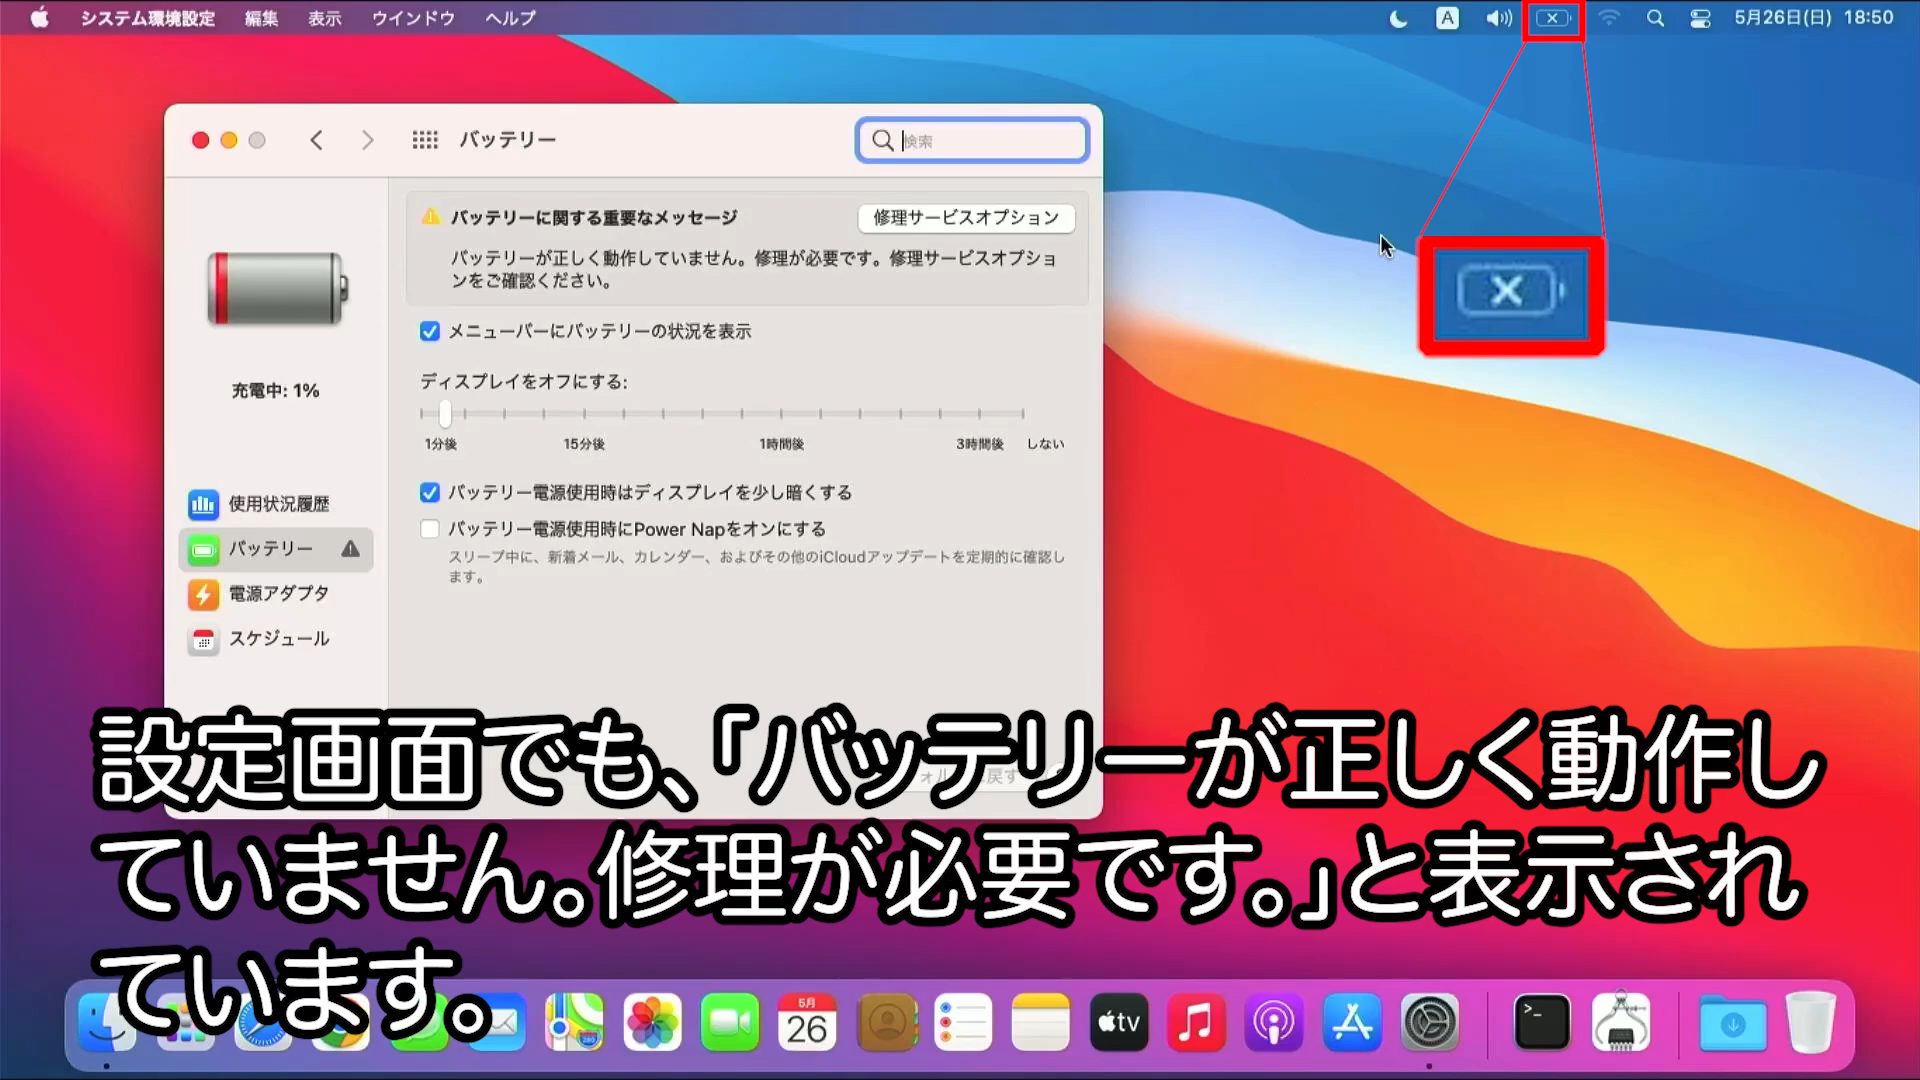 システム環境設定 編集 表示 ウインドウ ヘルプ A 5月26日(日) 18:50
バッテリー 検索
バッテリーに関する重要なメッセージ 修理サービスオプション
バッテリーが正しく動作していません。修理が必要です。修理サービスオプショ
ンをご確認ください。
メニューバーにバッテリーの状況を表示
ディスプレイをオフにする:
充電中: 1%
1分後 15分後 1時間後 3時間後 しない
バッテリー電源使用時はディスプレイを少し暗くする
バッテリー電源使用時にPower Napをオンにする
スリープ中に、新着メール、カレンダー、およびその他のiCloudアップデートを定期的に確認し
ます。
使用状況履歴
バッテリー
電源アダプタ
スケジュール
設定画面でも、「バッテリーが正しく動作し
ていません。修理が必要です。」と表示され
ています。
5月
26
tv